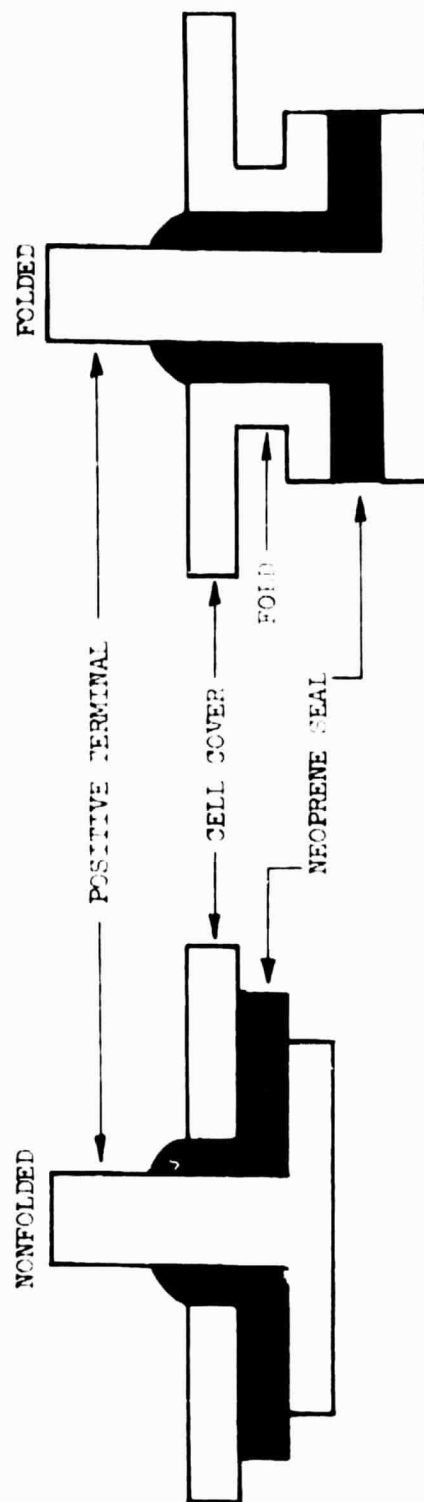 NONFOLDED
FOLDED
POSITIVE TERMINAL
CELL COVER
FOLD
NEOPRENE SEAL